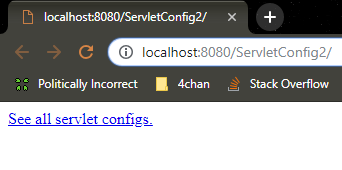 localhost:8080/ServletConfig2/
localhost:8080/ServletConfig2/
Politically Incorrect 4chan Stack Overflow
See all servlet configs.